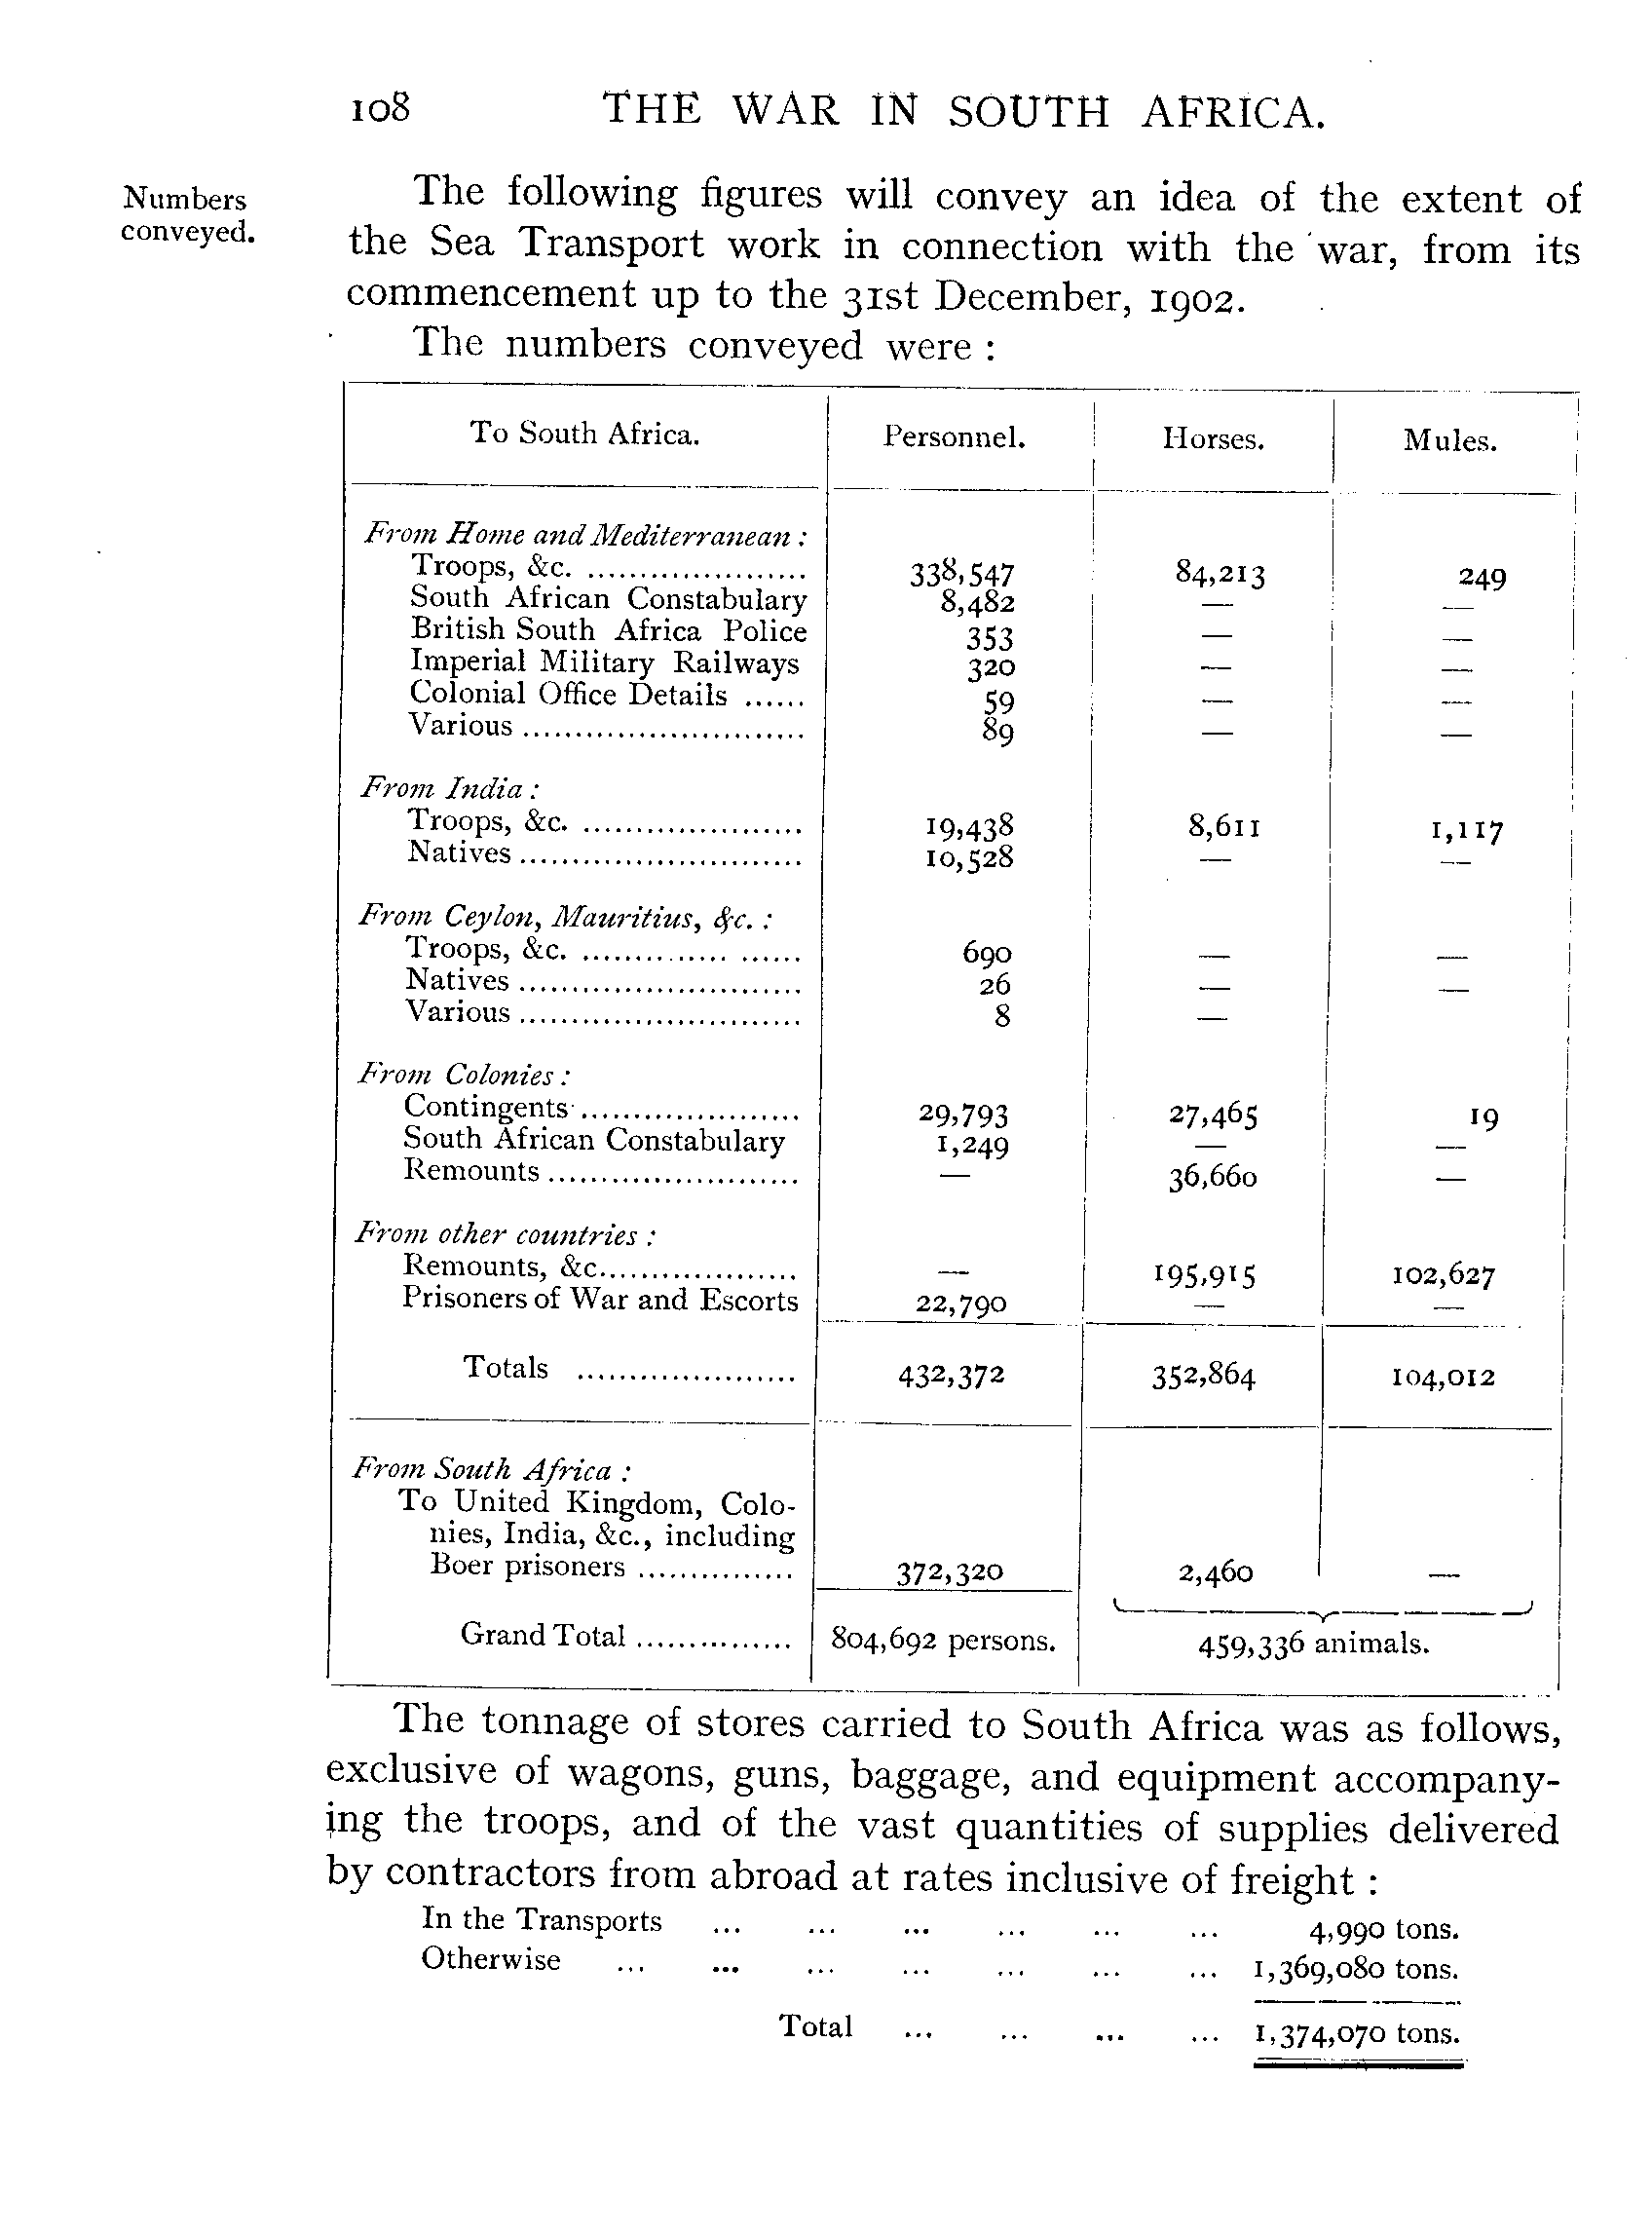 108 THE WAR IN SOUTH AFRICA.
Numbers
conveyed.
The following figures will convey an idea of the extent of
the Sea Transport work in connection with the war, from its
commencement up to the 31st December, 1902.
The numbers conveyed were :
To South Africa. Personnel. Horses. Mules.
From Home and Mediterranean :
Troops, &c. ..................... 338,547 84,213 249
South African Constabulary 8,482 — —
British South Africa Police 353 — —
Imperial Military Railways 320 — —
Colonial Office Details ...... 59 — —
Various ........................... 89 — —
From India :
Troops, &c. ..................... 19,438 8,611 1,117
Natives ........................... 10,528 — —
From Ceylon, Mauritius, &c. :
Troops, &c. .............. ...... 690 — —
Natives ........................... 26 — —
Various ........................... 8 —
From Colonies :
Contingents ..................... 29,793 27,465 19
South African Constabulary 1,249 — —
Remounts ........................ — 36,660 —
From other countries :
Remounts, &c................... — 195,915 102,627
Prisoners of War and Escorts 22,790 — —
Totals ..................... 432,372 352,864 104,012
From South Africa :
To United Kingdom, Colo-
nies, India, &c., including
Boer prisoners ............... 372,320 2,460 —
Grand Total ............... 804,692 persons. 459,336 animals.
The tonnage of stores carried to South Africa was as follows,
exclusive of wagons, guns, baggage, and equipment accompany-
ing the troops, and of the vast quantities of supplies delivered
by contractors from abroad at rates inclusive of freight :
In the Transports ... ... ... ... ... ... 4,990 tons.
Otherwise ... ... ... ... ... ... ... 1,369,080 tons.
Total ... ... ... ... 1,374,070 tons.